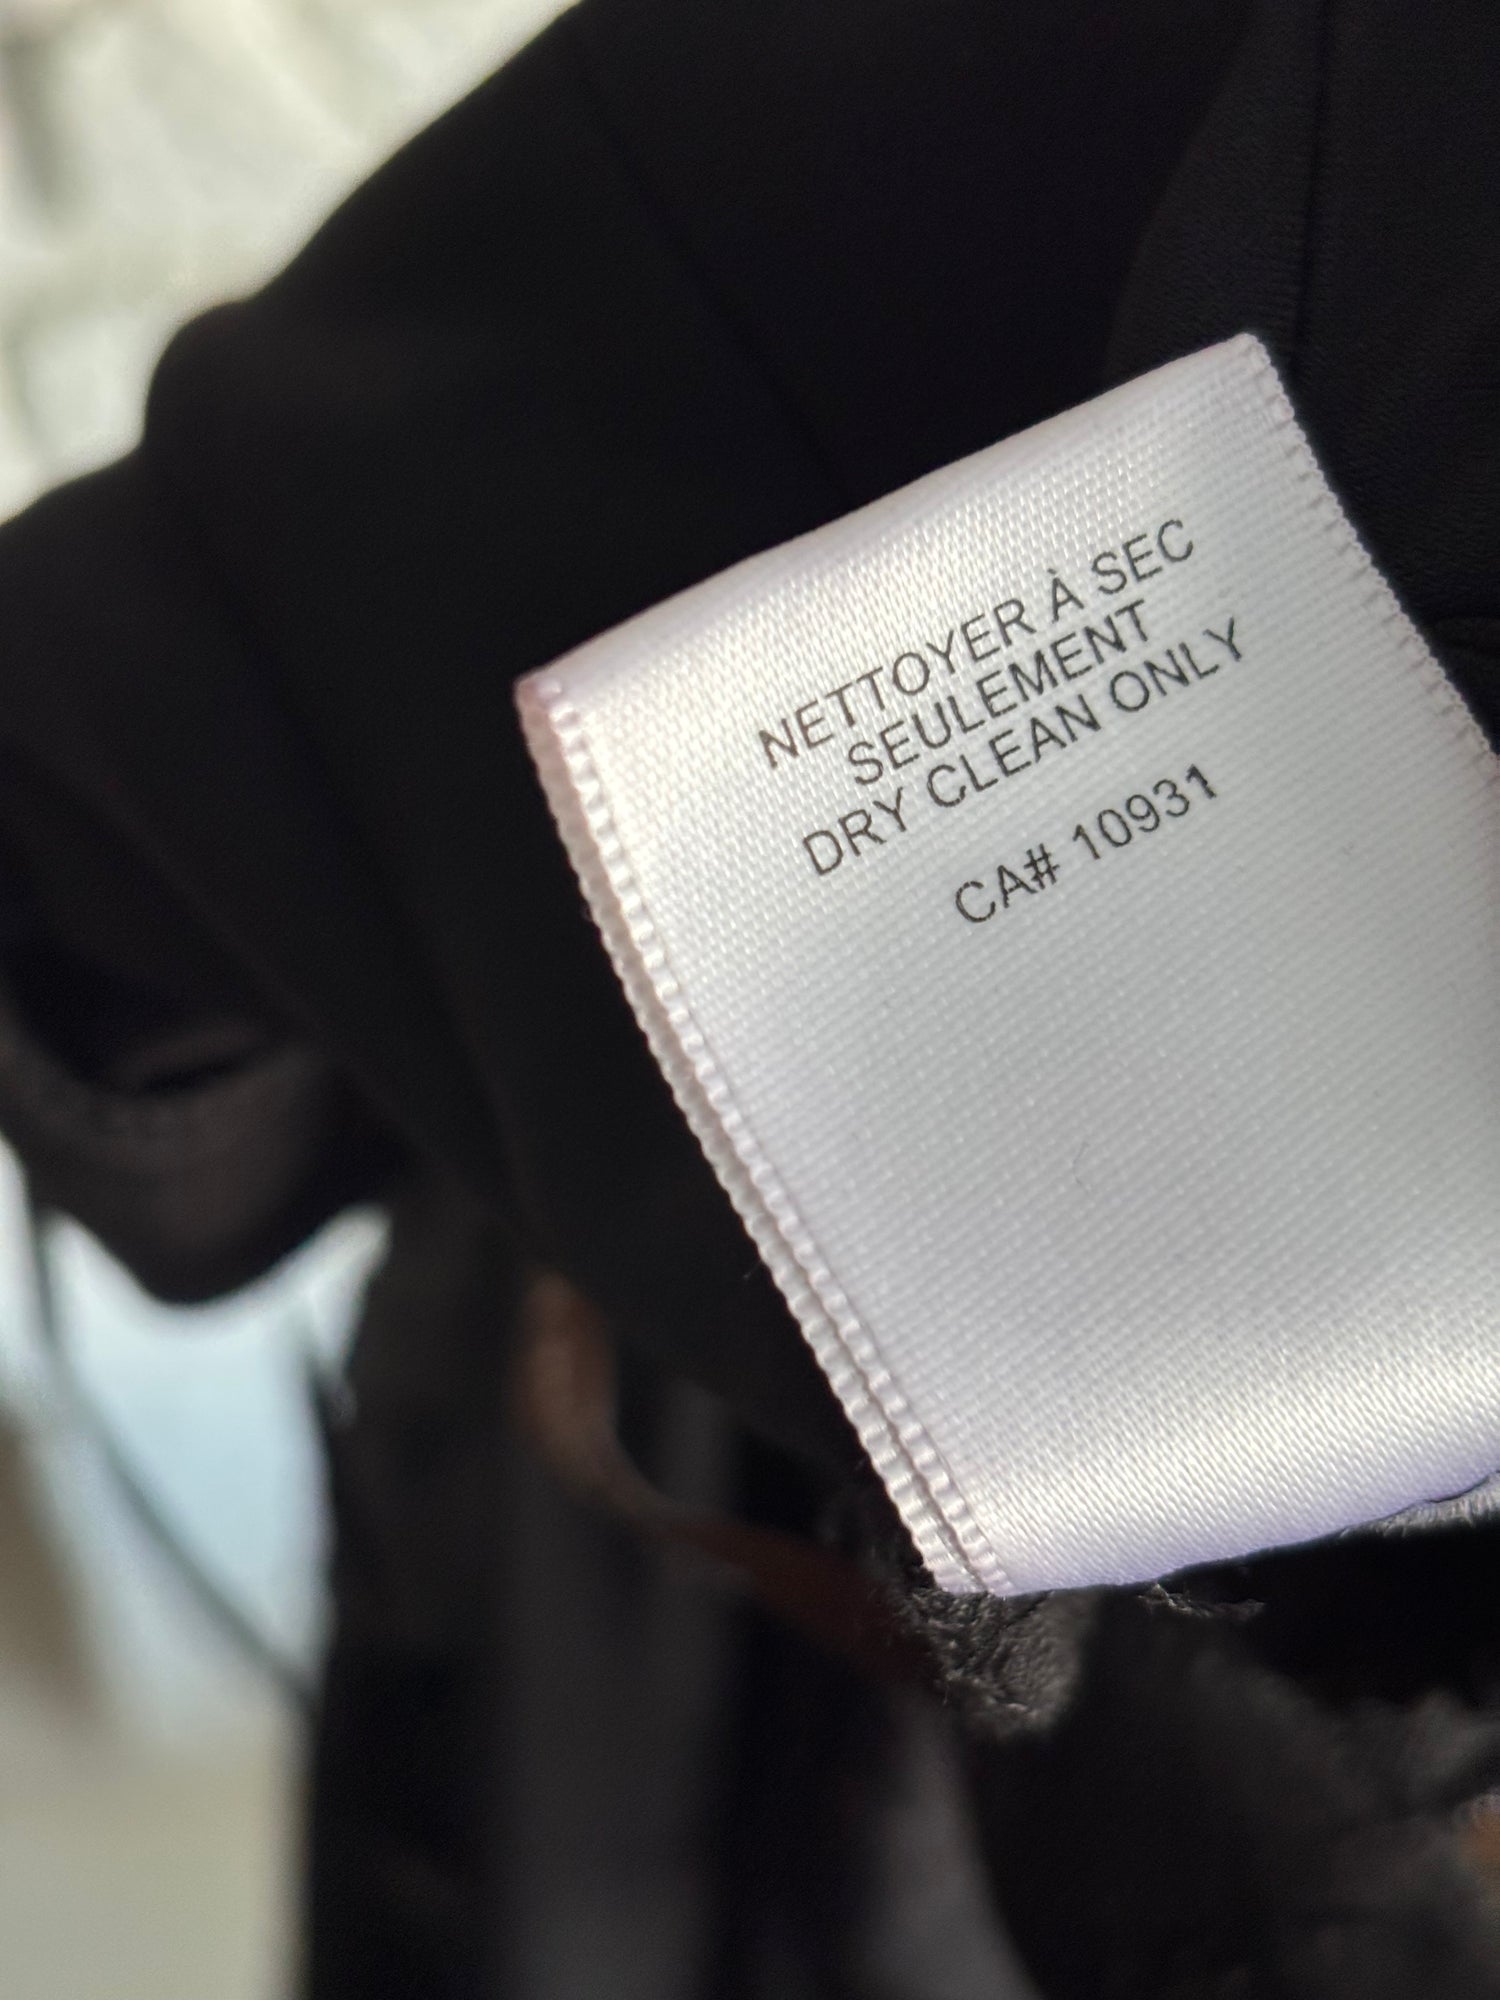 NETTOYER À SEC
SEULEMENT
DRY CLEAN ONLY
CA# 10931